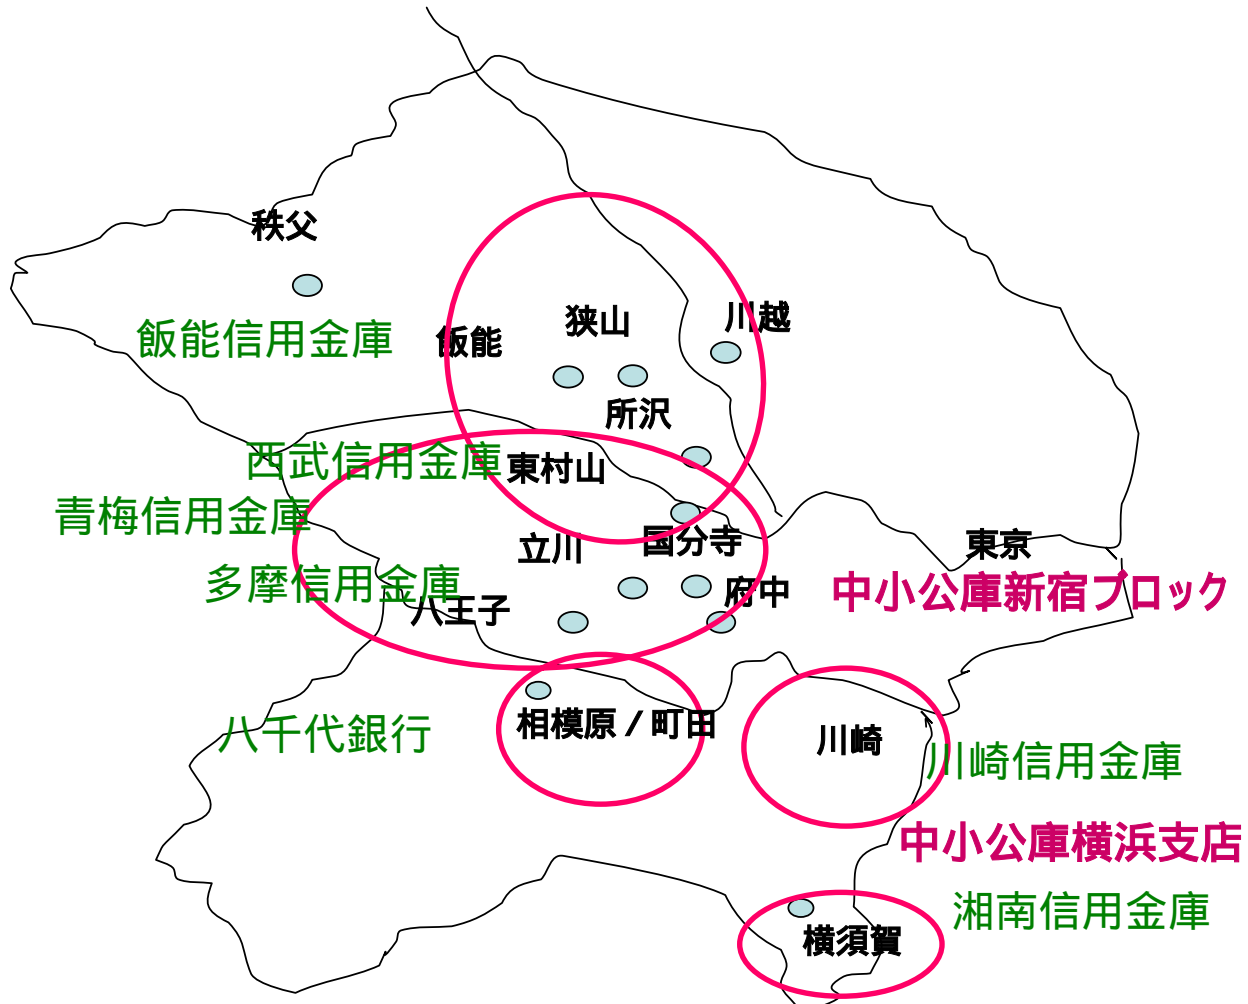 秩父
川越
狭山
飯能信用金庫
飯能
所沢
西武信用金庫
東村山
青梅信用金庫
国分寺
立川
東京
多摩信用金庫
府中
中小公庫新宿ブロック
八王子
相模原/町田
八千代銀行
川崎
川崎信用金庫
中小公庫横浜支店
湘南信用金庫
横須賀